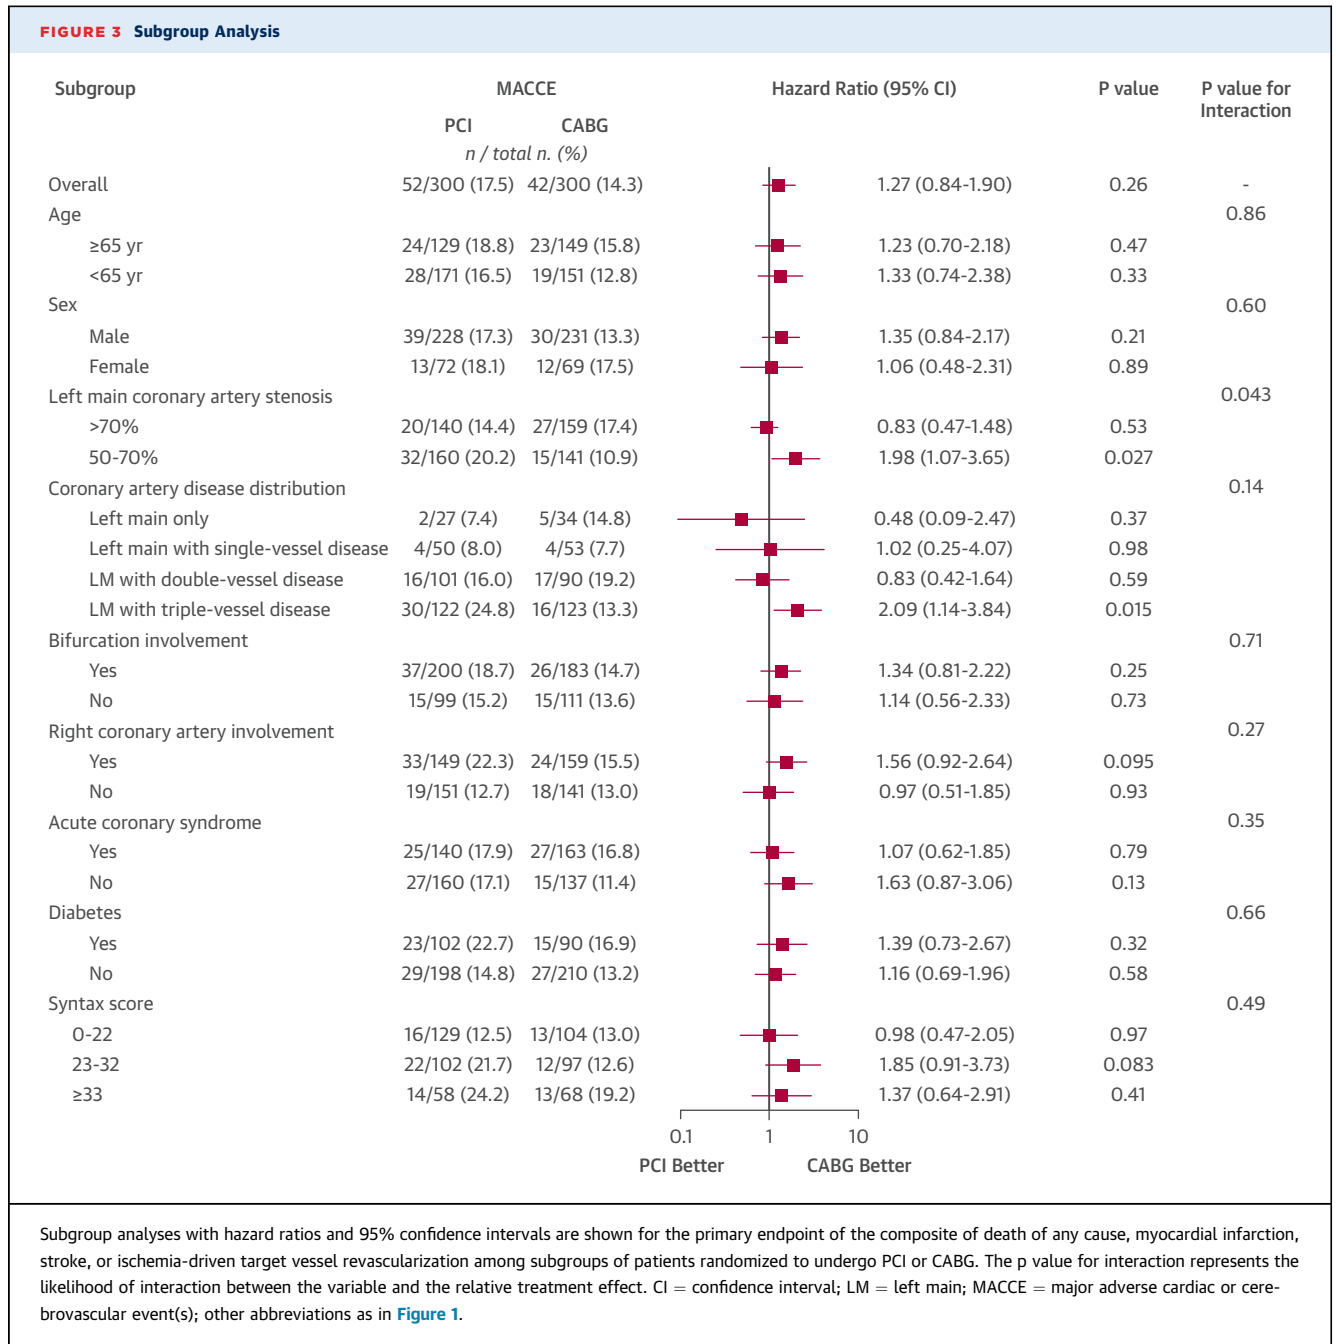 FIGURE 3 Subgroup Analysis
Subgroup MACCE Hazard Ratio (95% CI) P value P value for
Interaction
PCI CABG
n / total n. (%)
Overall 52/300 (17.5) 42/300 (14.3) 1.27 (0.84-1.90) 0.26 -
Age 0.86
≥65 yr 24/129 (18.8) 23/149 (15.8) 1.23 (0.70-2.18) 0.47
<65 yr 28/171 (16.5) 19/151 (12.8) 1.33 (0.74-2.38) 0.33
Sex 0.60
Male 39/228 (17.3) 30/231 (13.3) 1.35 (0.84-2.17) 0.21
Female 13/72 (18.1) 12/69 (17.5) 1.06 (0.48-2.31) 0.89
Left main coronary artery stenosis 0.043
>70% 20/140 (14.4) 27/159 (17.4) 0.83 (0.47-1.48) 0.53
50-70% 32/160 (20.2) 15/141 (10.9) 1.98 (1.07-3.65) 0.027
Coronary artery disease distribution 0.14
Left main only 2/27 (7.4) 5/34 (14.8) 0.48 (0.09-2.47) 0.37
Left main with single-vessel disease 4/50 (8.0) 4/53 (7.7) 1.02 (0.25-4.07) 0.98
LM with double-vessel disease 16/101 (16.0) 17/90 (19.2) 0.83 (0.42-1.64) 0.59
LM with triple-vessel disease 30/122 (24.8) 16/123 (13.3) 2.09 (1.14-3.84) 0.015
Bifurcation involvement 0.71
Yes 37/200 (18.7) 26/183 (14.7) 1.34 (0.81-2.22) 0.25
No 15/99 (15.2) 15/111 (13.6) 1.14 (0.56-2.33) 0.73
Right coronary artery involvement 0.27
Yes 33/149 (22.3) 24/159 (15.5) 1.56 (0.92-2.64) 0.095
No 19/151 (12.7) 18/141 (13.0) 0.97 (0.51-1.85) 0.93
Acute coronary syndrome 0.35
Yes 25/140 (17.9) 27/163 (16.8) 1.07 (0.62-1.85) 0.79
No 27/160 (17.1) 15/137 (11.4) 1.63 (0.87-3.06) 0.13
Diabetes 0.66
Yes 23/102 (22.7) 15/90 (16.9) 1.39 (0.73-2.67) 0.32
No 29/198 (14.8) 27/210 (13.2) 1.16 (0.69-1.96) 0.58
Syntax score 0.49
0-22 16/129 (12.5) 13/104 (13.0) 0.98 (0.47-2.05) 0.97
23-32 22/102 (21.7) 12/97 (12.6) 1.85 (0.91-3.73) 0.083
≥33 14/58 (24.2) 13/68 (19.2) 1.37 (0.64-2.91) 0.41
0.1 1 10
PCI Better CABG Better
Subgroup analyses with hazard ratios and 95% confidence intervals are shown for the primary endpoint of the composite of death of any cause, myocardial infarction,
stroke, or ischemia-driven target vessel revascularization among subgroups of patients randomized to undergo PCI or CABG. The p value for interaction represents the
likelihood of interaction between the variable and the relative treatment effect. CI = confidence interval; LM = left main; MACCE = major adverse cardiac or cere-
brovascular event(s); other abbreviations as in Figure 1.